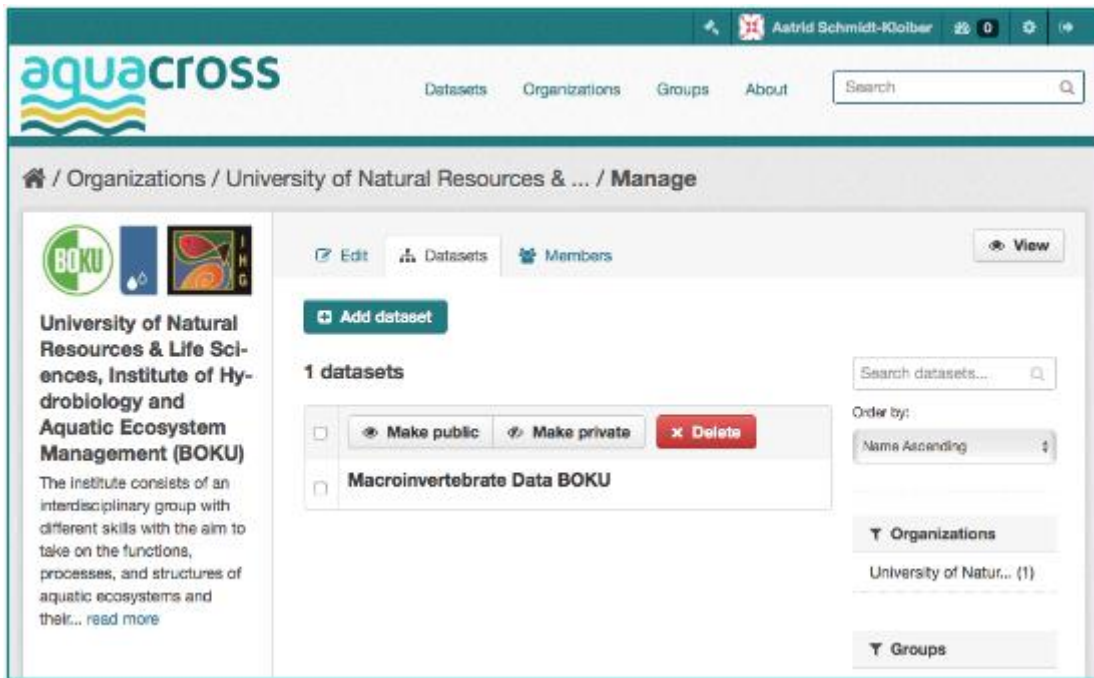 Astrid Schmidt-Kloiber 0
aquacross
Datasets Organizations Groups About Search
/ Organizations / University of Natural Resources & ... / Manage
BOKU
IHG
University of Natural
Resources & Life Sci-
ences, Institute of Hy-
drobiology and
Aquatic Ecosystem
Management (BOKU)
The institute consists of an
interdisciplinary group with
different skills with the aim to
take on the functions,
processes, and structures of
aquatic ecosystems and
their... read more
Edit Datasets Members
View
Add dataset
1 datasets
Make public Make private Delete
Macroinvertebrate Data BOKU
Search datasets...
Order by:
Name Ascending
Organizations
University of Natur... (1)
Groups